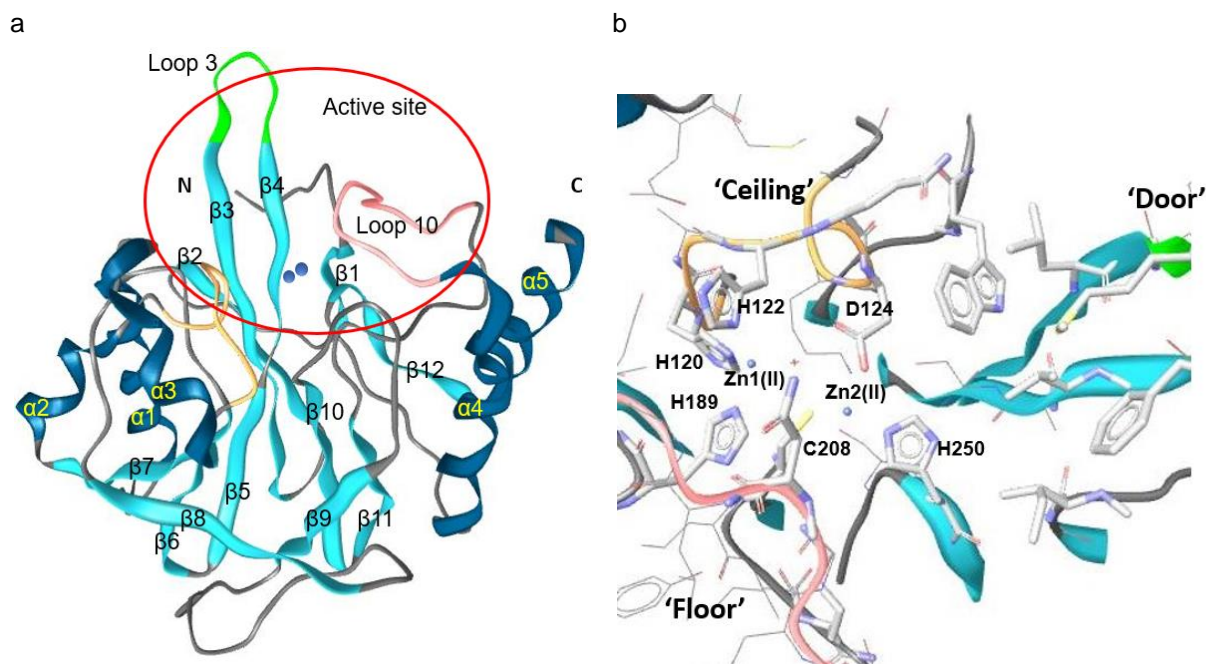 a
Loop 3
Active site
N
C
β4
β3
Loop 10
β2
β1
α5
β12
α3
α2
α1
α4
β10
β7
β5
β8
β9
β11
β6
b
‘Ceiling’
‘Door’
H122
D124
H120
Zn1(II)
Zn2(II)
H189
C208
H250
‘Floor’